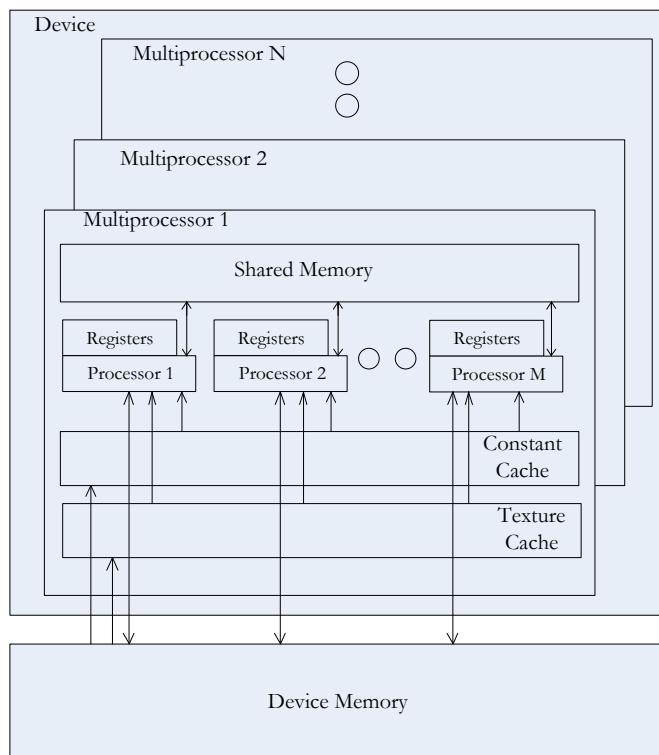 Device
Multiprocessor N
Multiprocessor 2
Multiprocessor 1
Shared Memory
Registers
Registers
Registers
Processor 1
Processor 2
Processor M
Constant
Cache
Texture
Cache
Device Memory